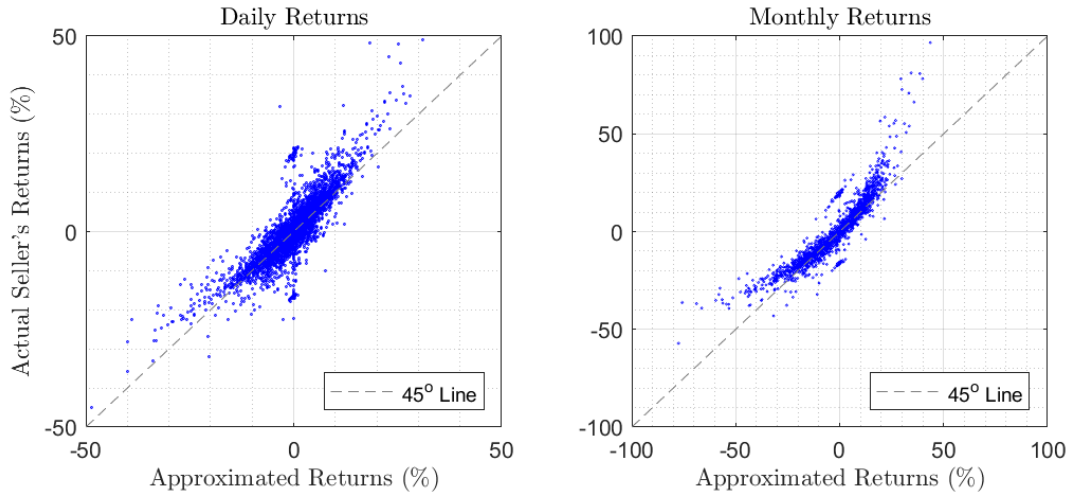 Daily Returns
50
0
-50
-50
0
50
Approximated Returns (%)
Actual Seller's Returns (%)
45° Line
Monthly Returns
100
50
0
-50
-100
-100
-50
0
50
100
Approximated Returns (%)
45° Line